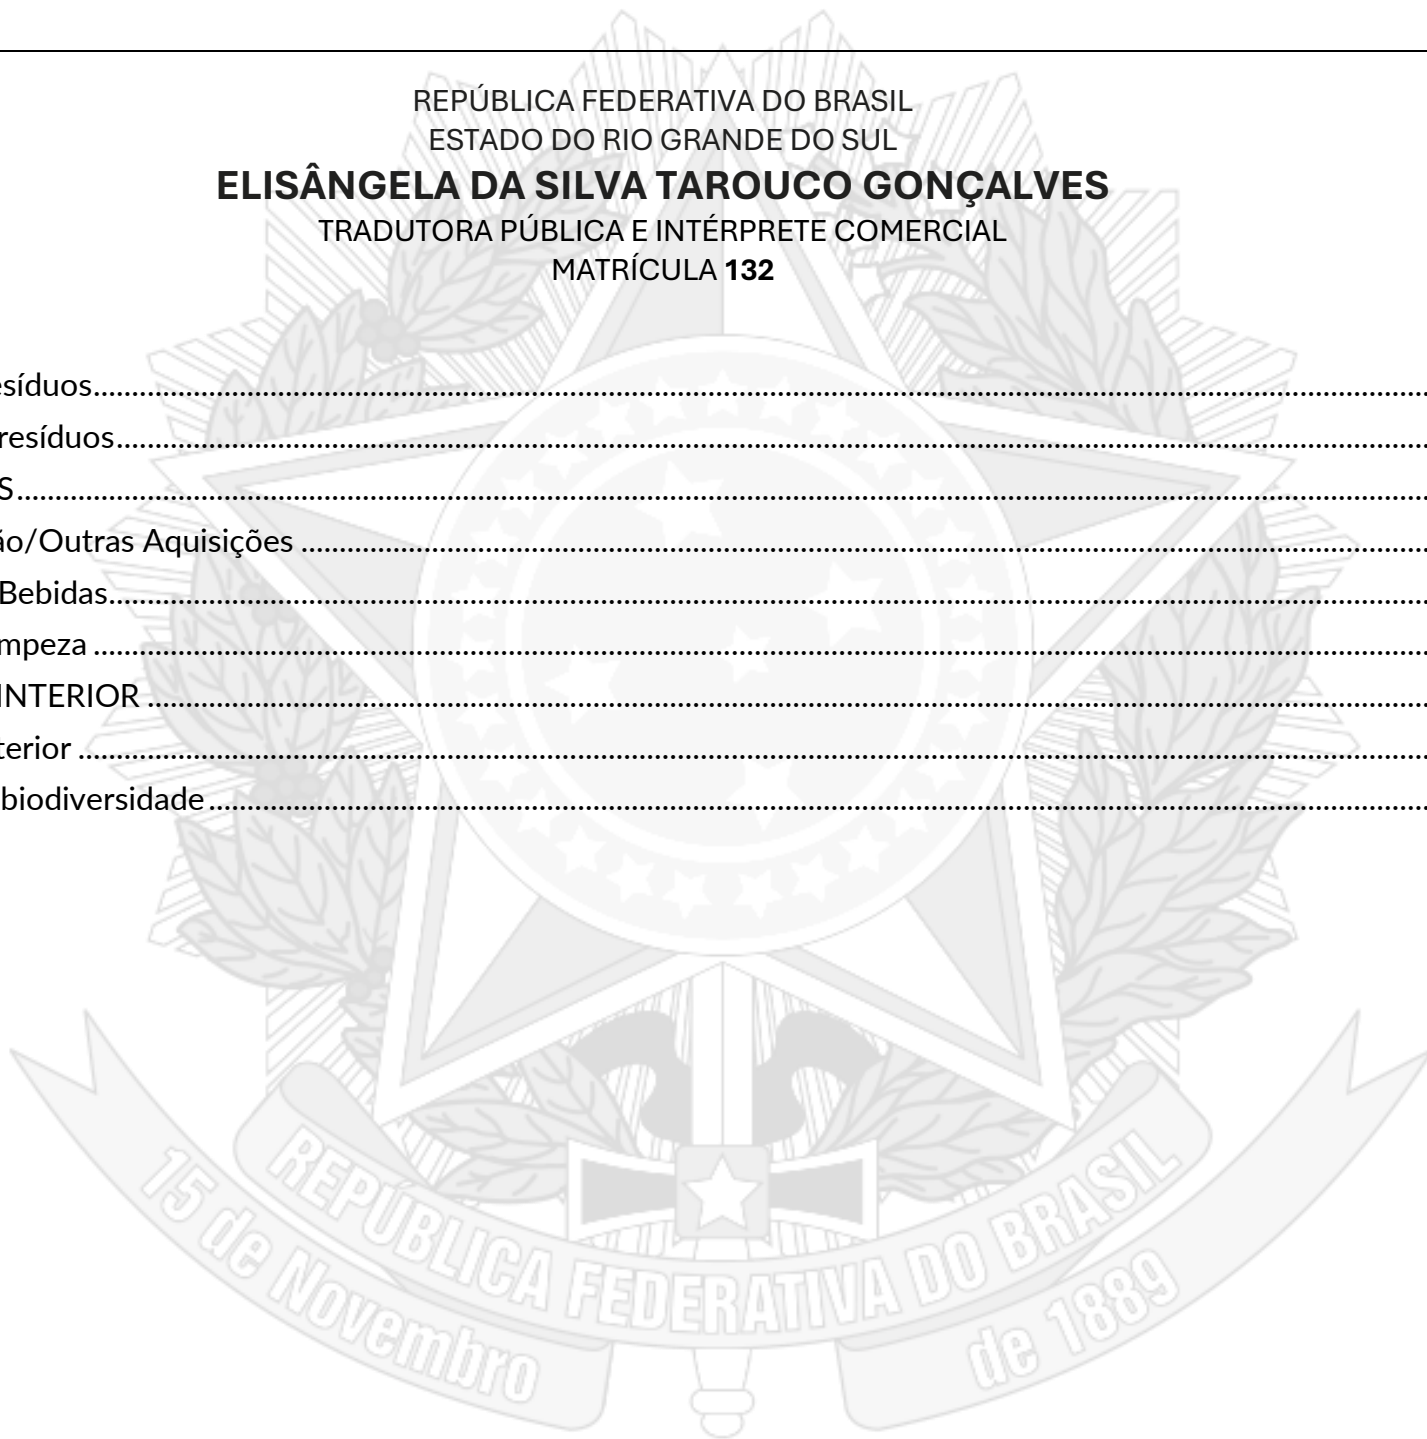 REPÚBLICA FEDERATIVA DO BRASIL
ESTADO DO RIO GRANDE DO SUL
ELISÂNGELA DA SILVA TAROUCO GONÇALVES
TRADUTORA PÚBLICA E INTÉRPRETE COMERCIAL
MATRÍCULA 132
esíduos
resíduos
S
ão/Outras Aquisições
Bebidas
mpeza
INTERIOR
terior
biodiversidade
REPÚBLICA FEDERATIVA DO BRASIL
15 de Novembro de 1889